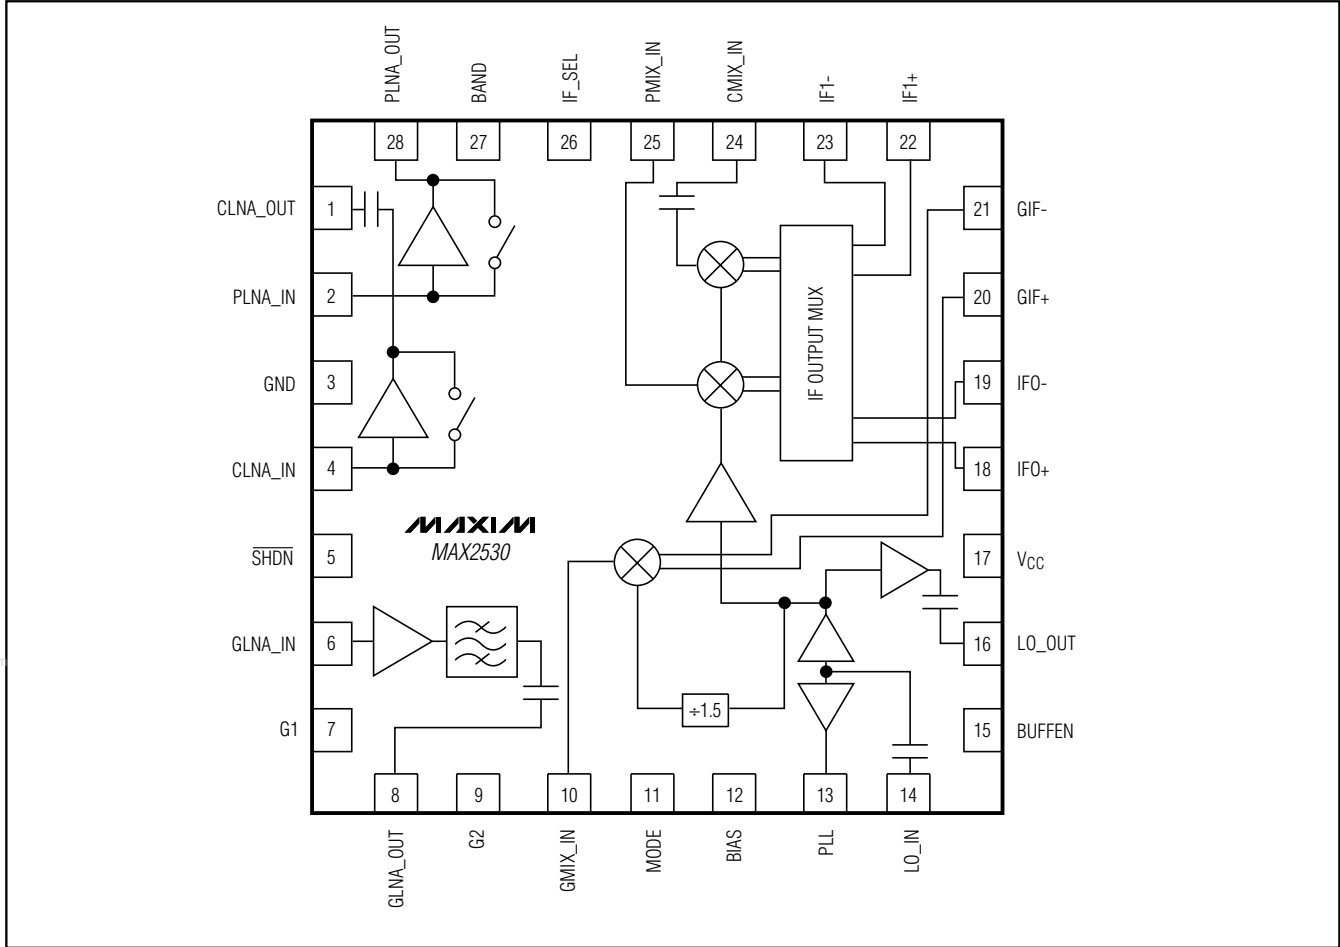 PLNA_OUT
BAND
IF_SEL
PMIX_IN
CMIX_IN
IF1-
IF1+
28
27
26
25
24
23
22
CLNA_OUT
1
21
GIF-
PLNA_IN
2
20
GIF+
IF OUTPUT MUX
GND
3
19
IF0-
CLNA_IN
4
18
IF0+
MAXIM
MAX2530
SHDN
5
17
VCC
GLNA_IN
6
16
LO_OUT
÷1.5
G1
7
15
BUFFEN
8
9
10
11
12
13
14
GLNA_OUT
G2
GMIX_IN
MODE
BIAS
PLL
LO_IN